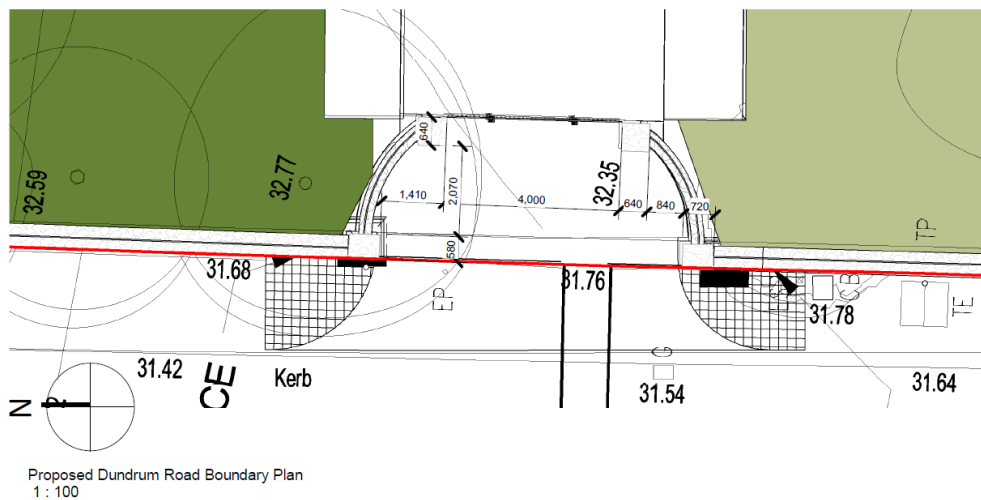 640
32.59
32.77
1,410
2,070
4,000
32.35
640
840
720
580
TP
31.68
EP
31.76
31.78
TE
31.42
CE
Kerb
G
31.54
31.64
N
Proposed Dundrum Road Boundary Plan
1 : 100